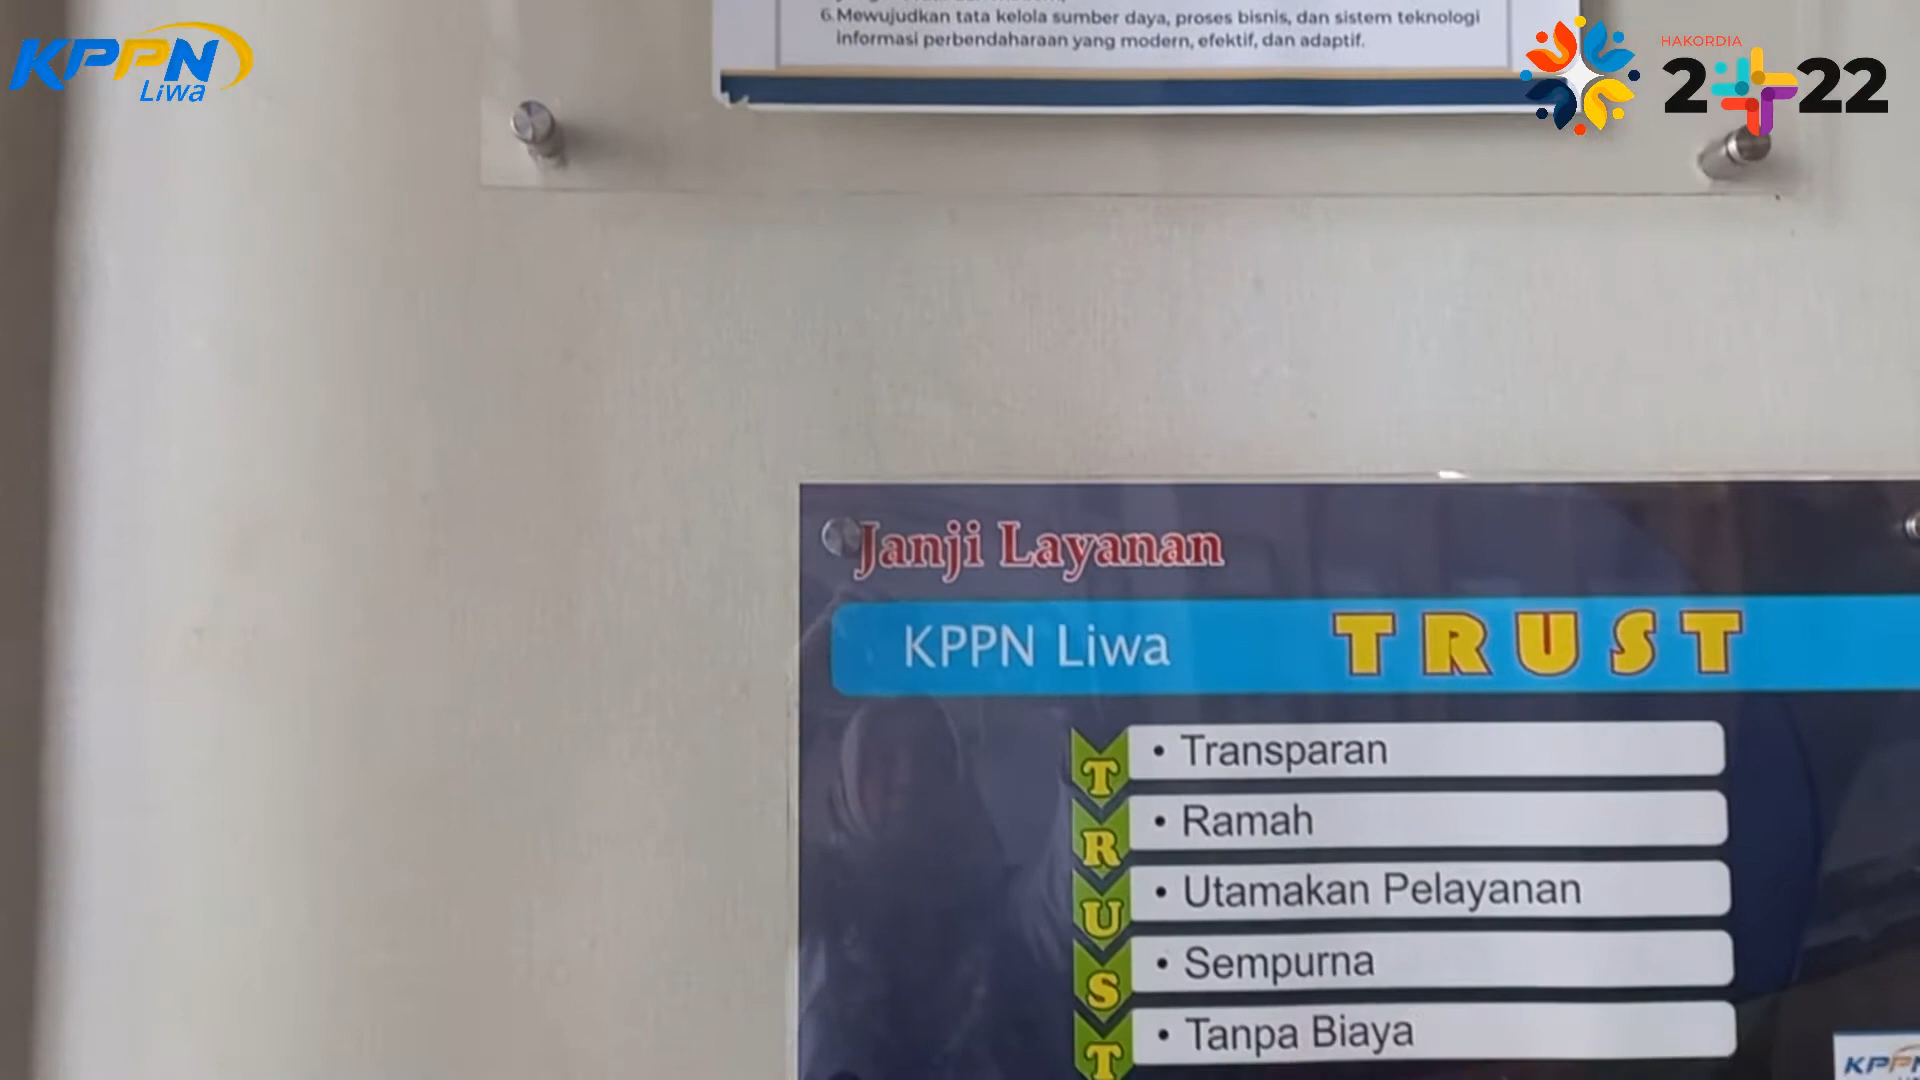 KPPN
Liwa
6. Mewujudkan tata kelola sumber daya, proses bisnis, dan sistem teknologi
informasi perbendaharaan yang modern, efektif, dan adaptif.
HAKORDIA
2022
Janji Layanan
KPPN Liwa TRUST
T • Transparan
R • Ramah
U • Utamakan Pelayanan
S • Sempurna
T • Tanpa Biaya
KPPN